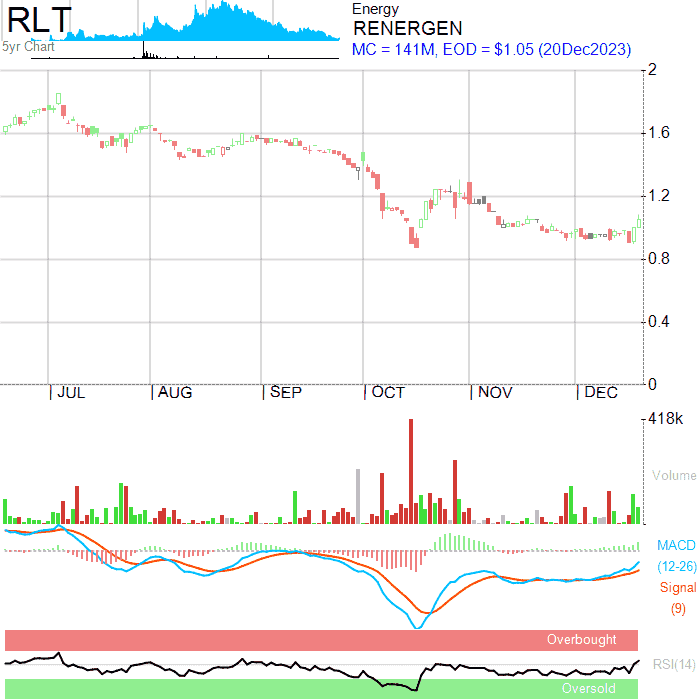 RLT
5yr Chart
Energy
RENERGEN
MC = 141M, EOD = $1.05 (20Dec2023)
2
1.6
1.2
0.8
0.4
0
JUL AUG SEP OCT NOV DEC
418k
Volume
MACD
(12-26)
Signal
(9)
Overbought
RSI(14)
Oversold